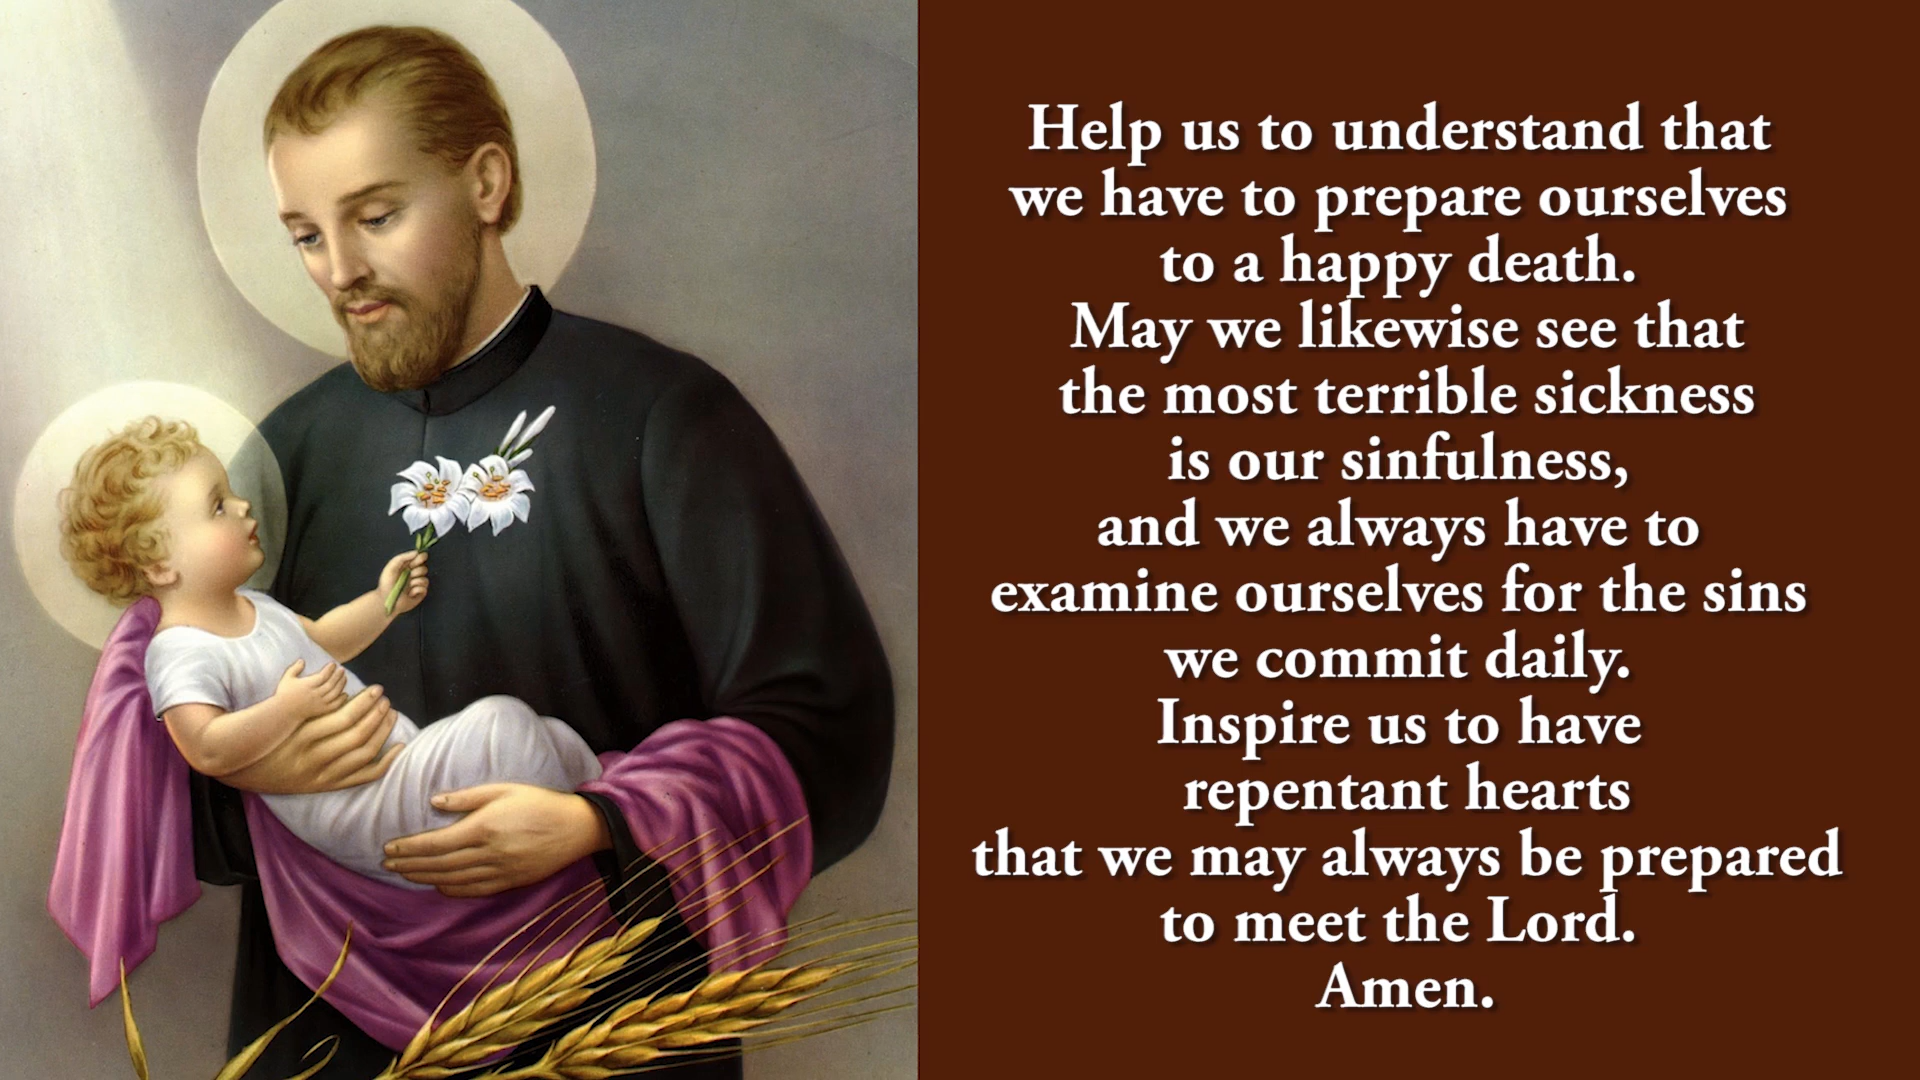 Help us to understand that
we have to prepare ourselves
to a happy death.
May we likewise see that
the most terrible sickness
is our sinfulness,
and we always have to
examine ourselves for the sins
we commit daily.
Inspire us to have
repentant hearts
that we may always be prepared
to meet the Lord.
Amen.